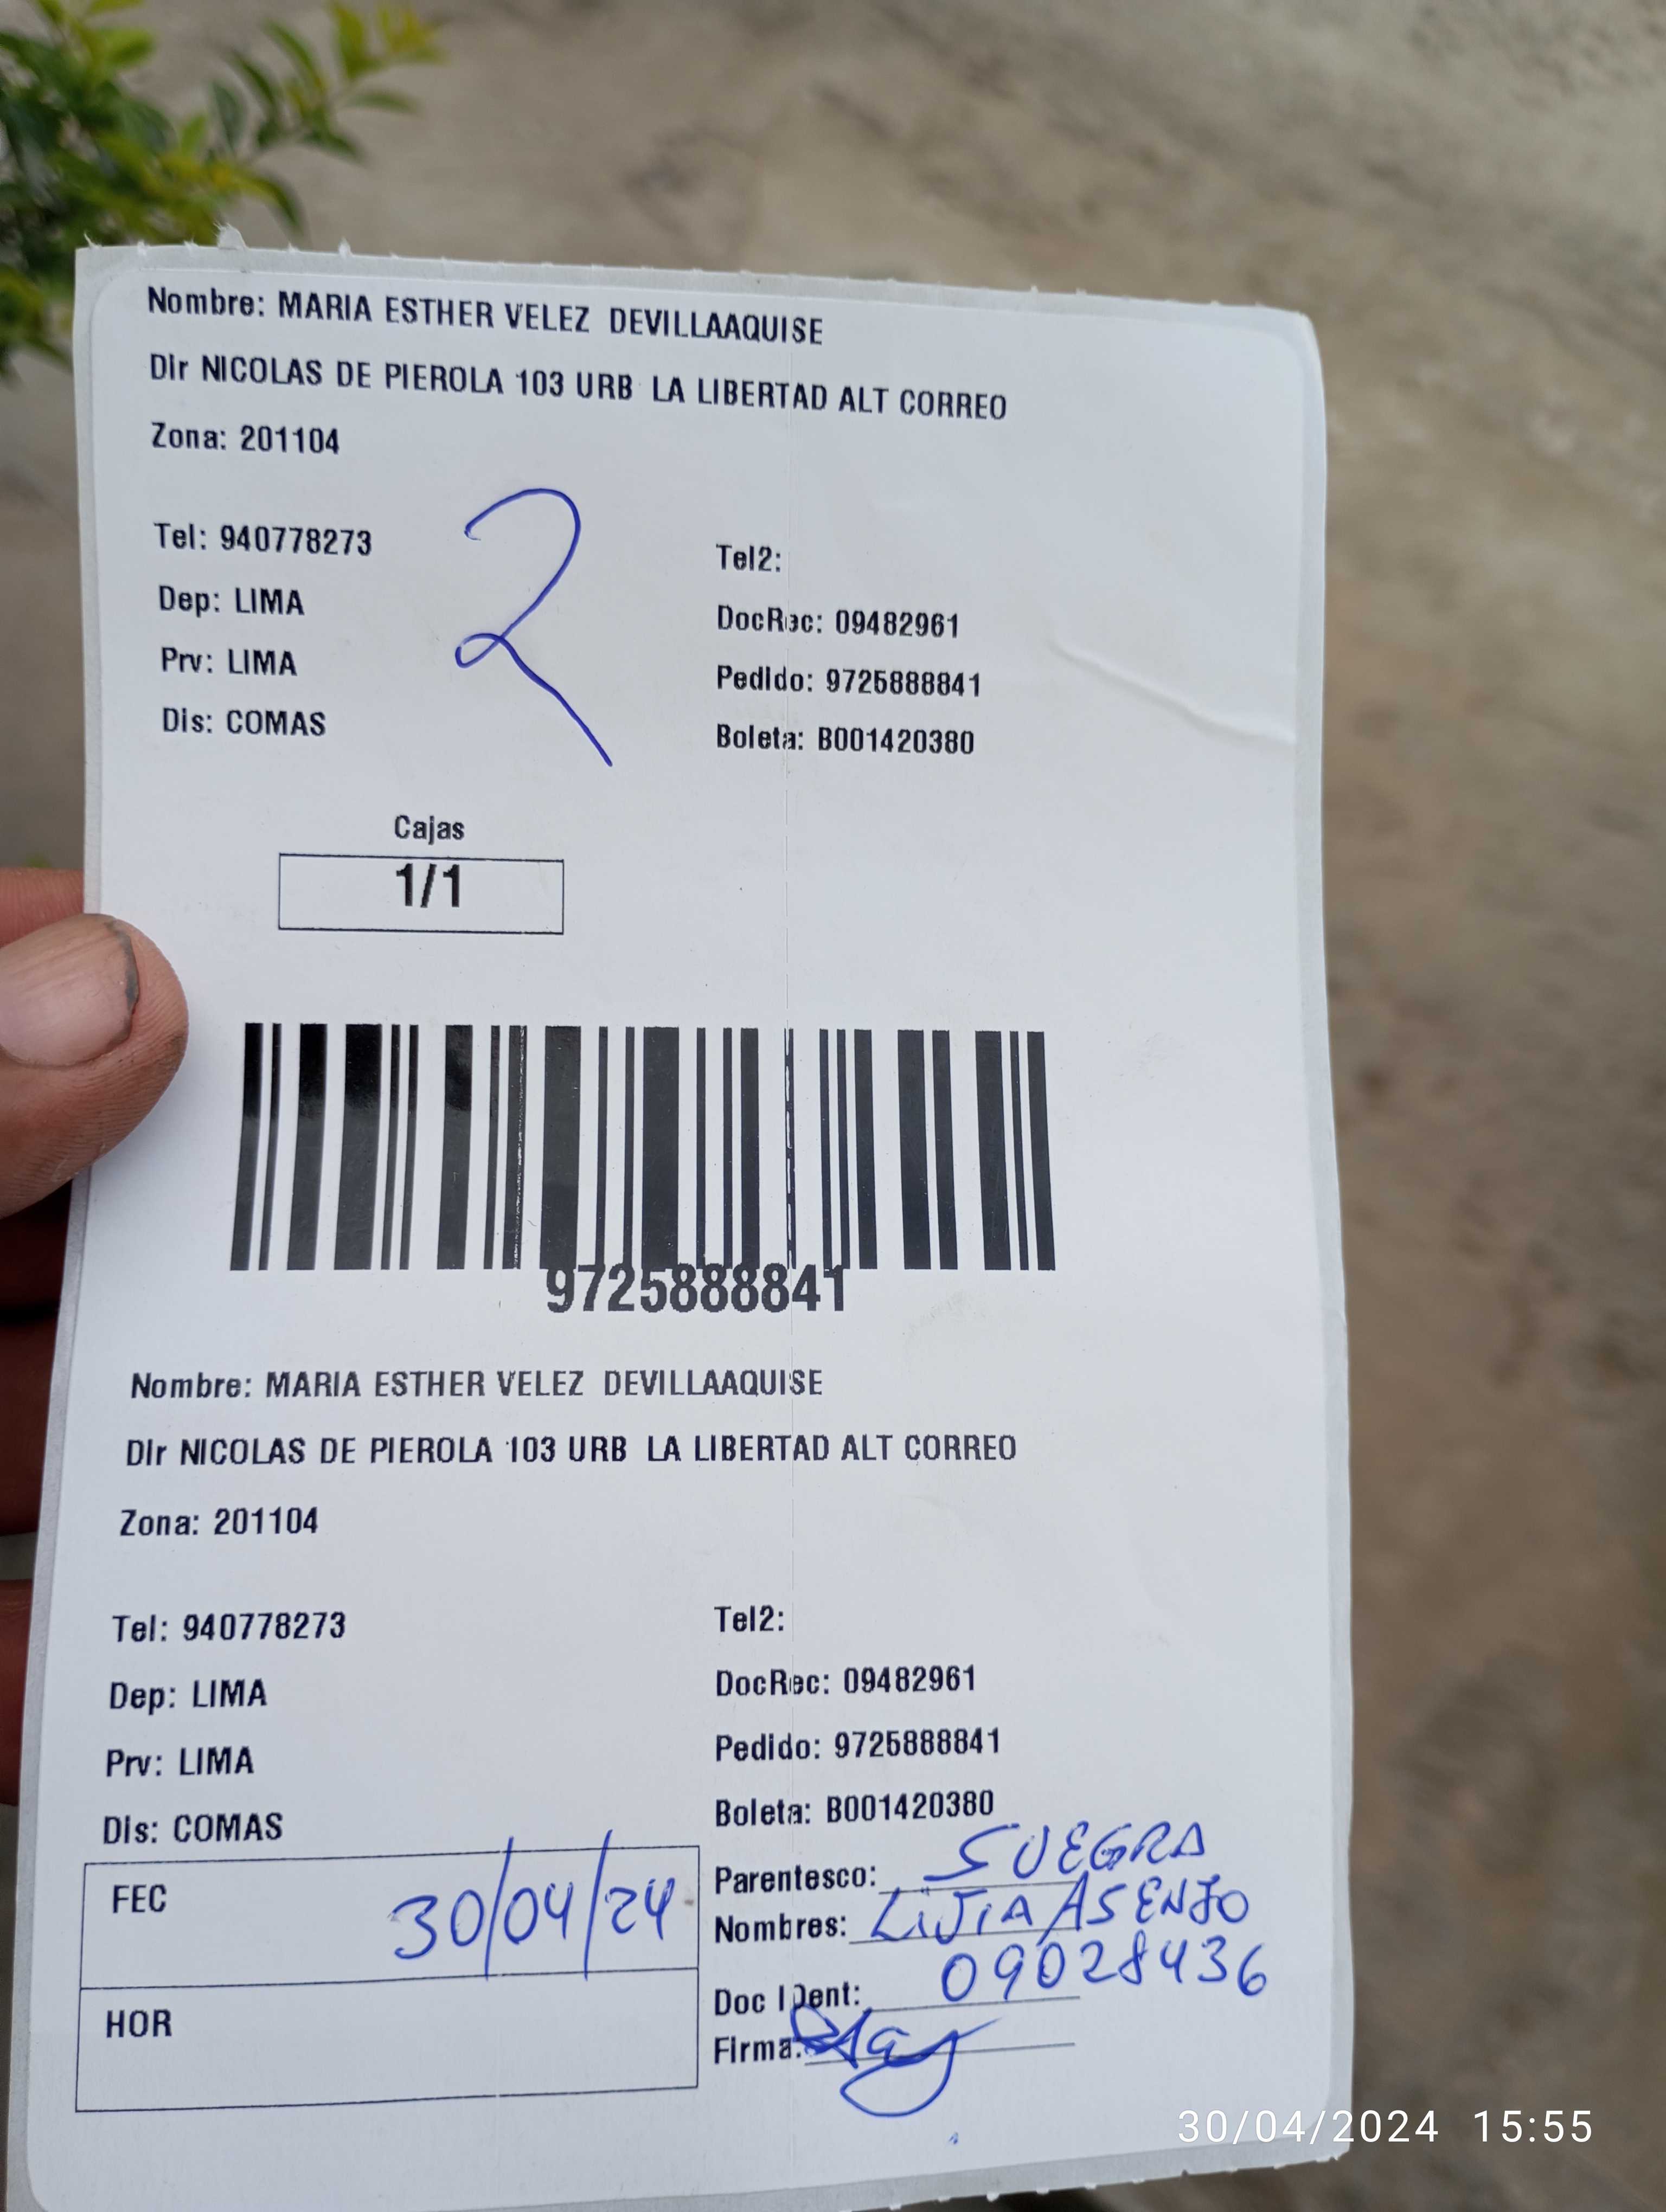 Nombre: MARIA ESTHER VELEZ DEVILLAAQUISE
Dir NICOLAS DE PIEROLA 103 URB LA LIBERTAD ALT CORREO
Zona: 201104
2
Tel: 940778273 Tel2:
Dep: LIMA DocRec: 09482961
Prv: LIMA Pedido: 9725888841
Dis: COMAS Boleta: B001420380
Cajas
1/1
9725888841
Nombre: MARIA ESTHER VELEZ DEVILLAAQUISE
Dir NICOLAS DE PIEROLA 103 URB LA LIBERTAD ALT CORREO
Zona: 201104
Tel: 940778273 Tel2:
Dep: LIMA DocRec: 09482961
Prv: LIMA Pedido: 9725888841
Dis: COMAS Boleta: B001420380
FEC 30/04/24
HOR
Parentesco: SUEGRA
Nombres: ASENJO
Doc IDent: 09028436
Firma:
30/04/2024 15:55